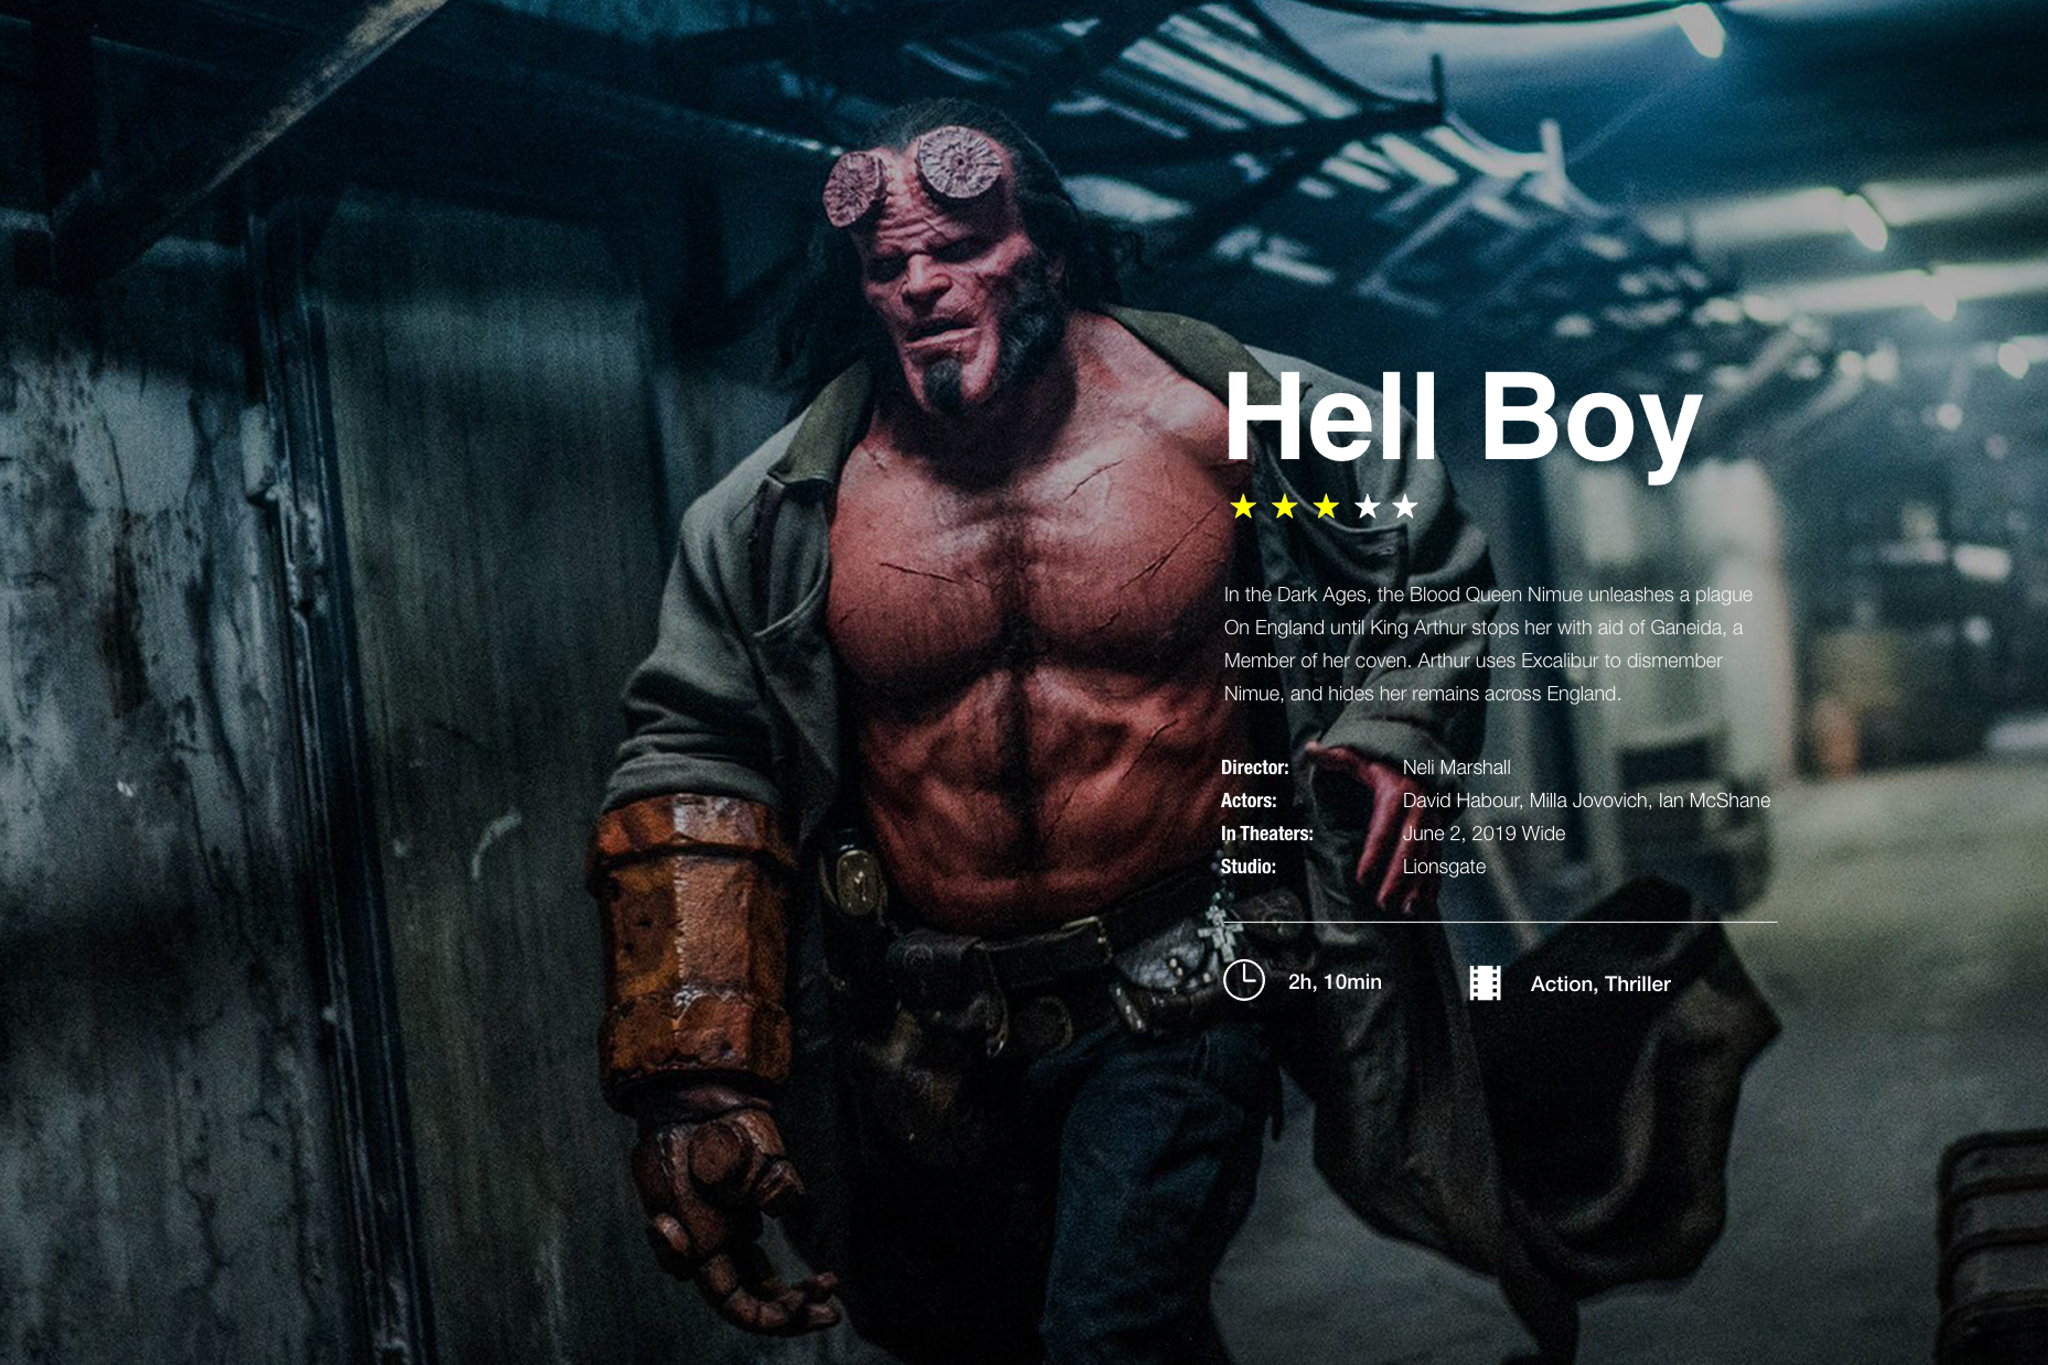 Hell Boy
In the Dark Ages, the Blood Queen Nimue unleashes a plague
On England until King Arthur stops her with aid of Ganeida, a
Member of her coven. Arthur uses Excalibur to dismember
Nimue, and hides her remains across England.
Director: Neli Marshall
Actors: David Habour, Milla Jovovich, Ian McShane
In Theaters: June 2, 2019 Wide
Studio: Lionsgate
2h, 10min Action, Thriller